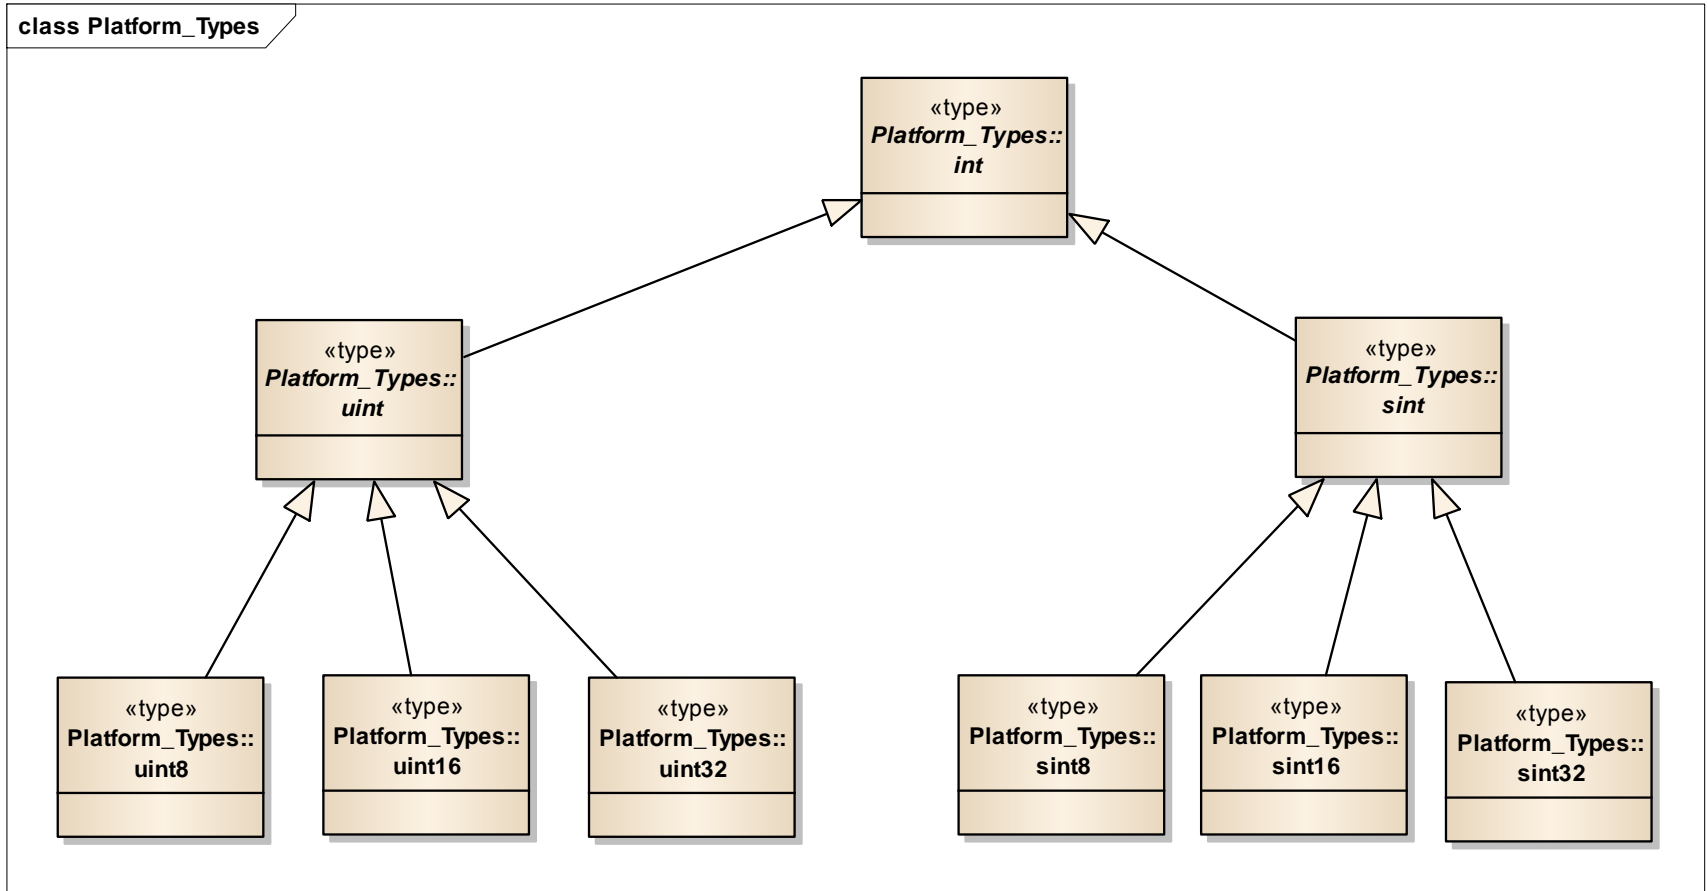 class Platform_Types
«type»
Platform_Types::
int
«type»
Platform_Types::
uint
«type»
Platform_Types::
sint
«type»
Platform_Types::
uint8
«type»
Platform_Types::
uint16
«type»
Platform_Types::
uint32
«type»
Platform_Types::
sint8
«type»
Platform_Types::
sint16
«type»
Platform_Types::
sint32